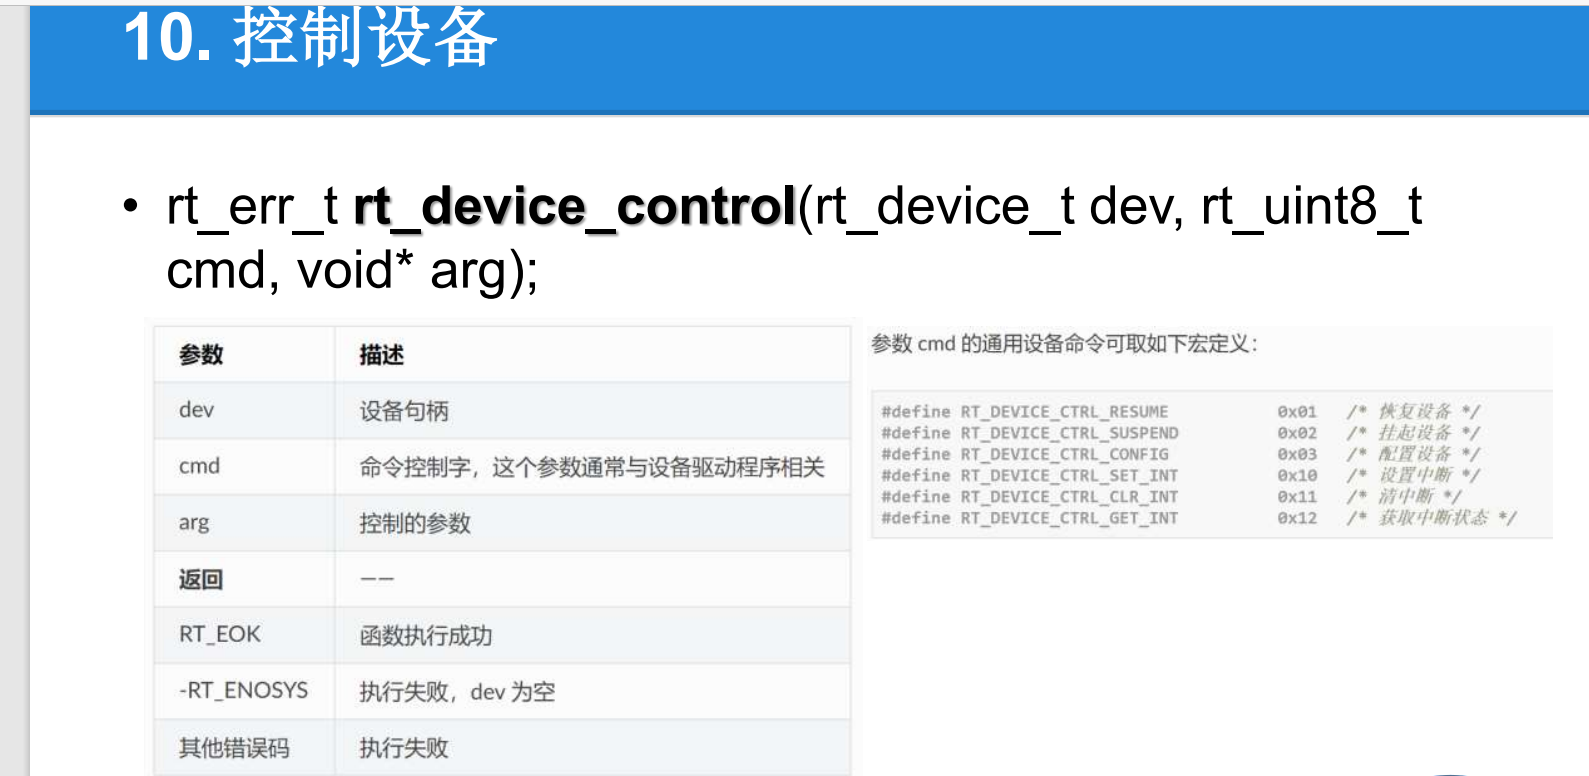 10. 控制设备
• rt_err_t rt_device_control(rt_device_t dev, rt_uint8_t
cmd, void* arg);
参数 描述
dev 设备句柄
cmd 命令控制字，这个参数通常与设备驱动程序相关
arg 控制的参数
返回 ——
RT_EOK 函数执行成功
-RT_ENOSYS 执行失败，dev 为空
其他错误码 执行失败
参数 cmd 的通用设备命令可取如下宏定义：
#define RT_DEVICE_CTRL_RESUME 0x01 /* 恢复设备 */
#define RT_DEVICE_CTRL_SUSPEND 0x02 /* 挂起设备 */
#define RT_DEVICE_CTRL_CONFIG 0x03 /* 配置设备 */
#define RT_DEVICE_CTRL_SET_INT 0x10 /* 设置中断 */
#define RT_DEVICE_CTRL_CLR_INT 0x11 /* 清中断 */
#define RT_DEVICE_CTRL_GET_INT 0x12 /* 获取中断状态 */